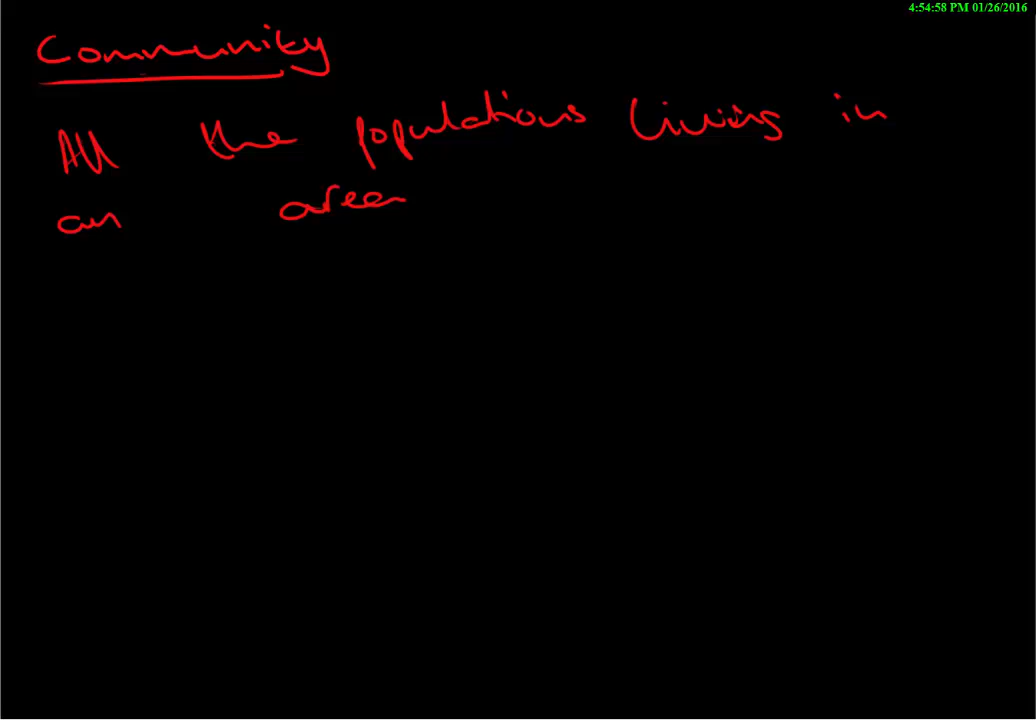 4:54:58 PM 01/26/2016
Community
All the populations living in
an area